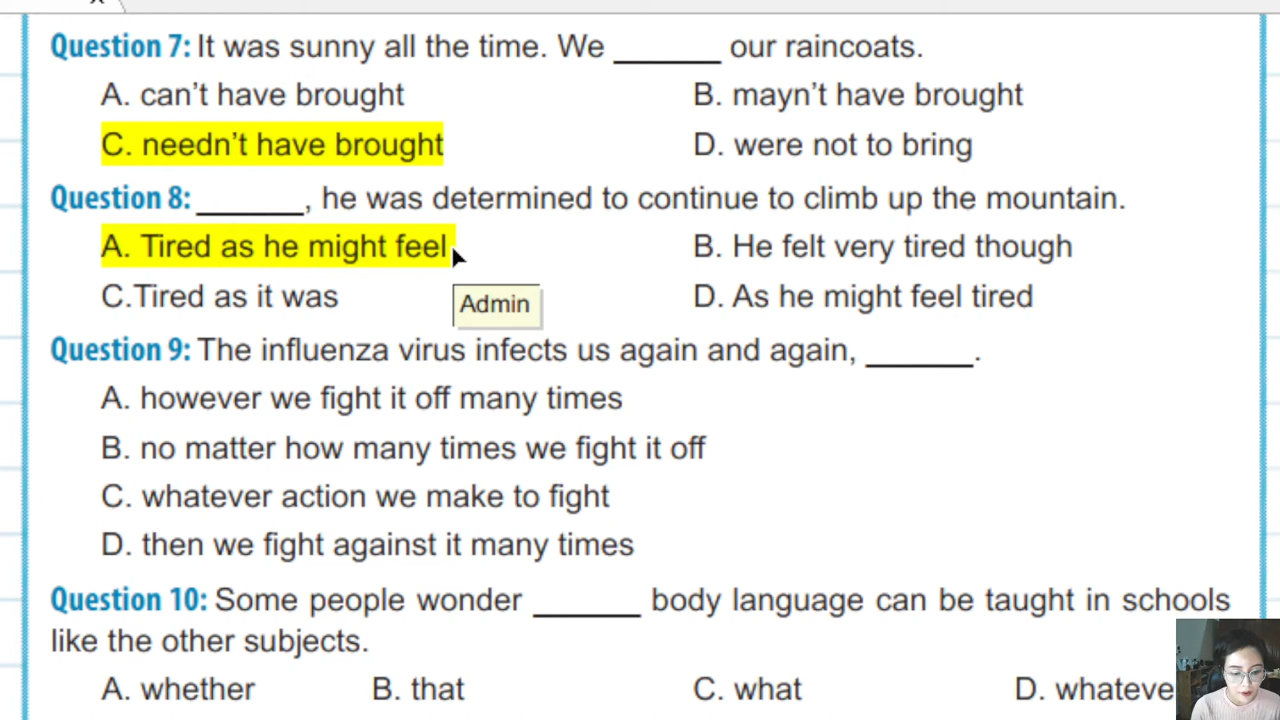 Question 7: It was sunny all the time. We ______ our raincoats.
A. can't have brought B. mayn't have brought
C. needn't have brought D. were not to bring
Question 8: ______, he was determined to continue to climb up the mountain.
A. Tired as he might feel B. He felt very tired though
C.Tired as it was D. As he might feel tired
Admin
Question 9: The influenza virus infects us again and again, ______.
A. however we fight it off many times
B. no matter how many times we fight it off
C. whatever action we make to fight
D. then we fight against it many times
Question 10: Some people wonder ______ body language can be taught in schools
like the other subjects.
A. whether B. that C. what D. whateve